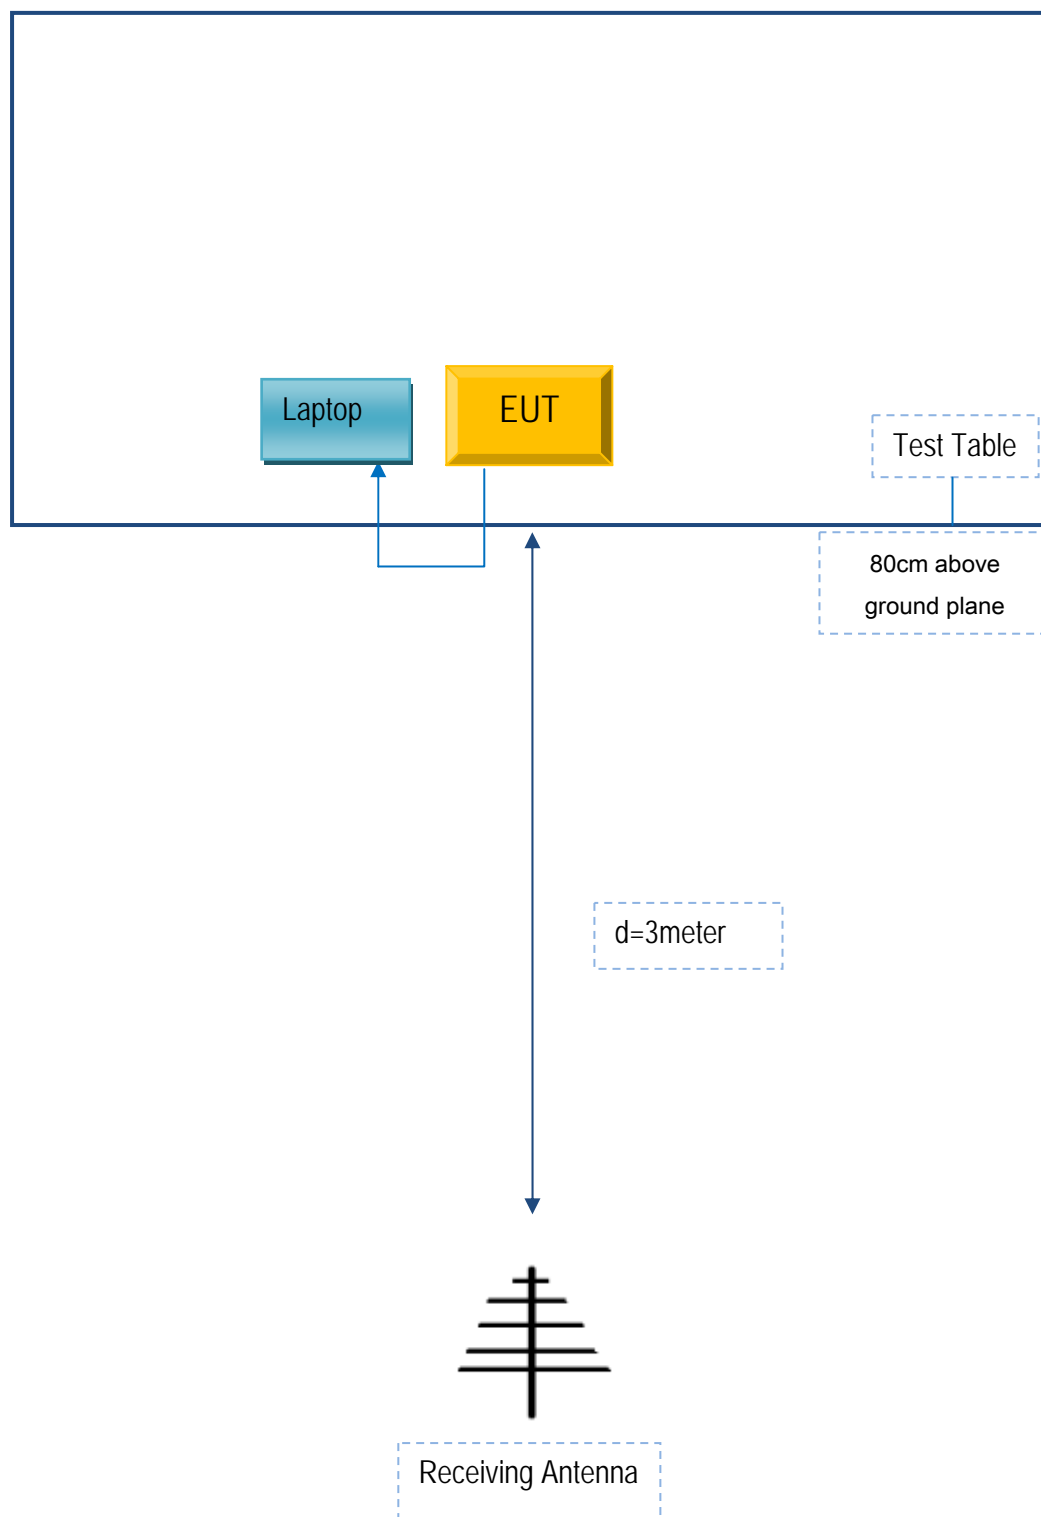 Laptop
EUT
Test Table
80cm above
ground plane
d=3meter
Receiving Antenna